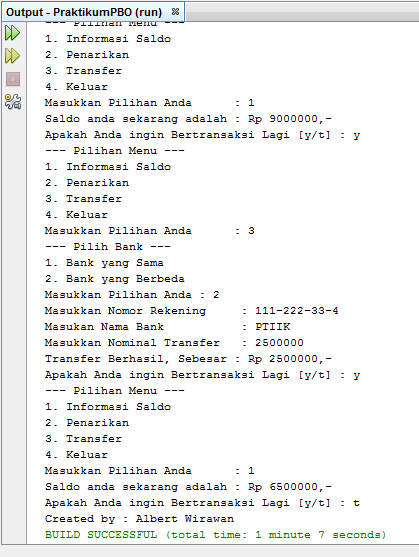 Output - PraktikumPBO (run)
--- Pilihan Menu ---
1. Informasi Saldo
2. Penarikan
3. Transfer
4. Keluar
Masukkan Pilihan Anda      : 1
Saldo anda sekarang adalah : Rp 9000000,-
Apakah Anda ingin Bertransaksi Lagi [y/t] : y
--- Pilihan Menu ---
1. Informasi Saldo
2. Penarikan
3. Transfer
4. Keluar
Masukkan Pilihan Anda      : 3
--- Pilih Bank ---
1. Bank yang Sama
2. Bank yang Berbeda
Masukkan Pilihan Anda : 2
Masukkan Nomor Rekening     : 111-222-33-4
Masukan Nama Bank           : PTIIK
Masukkan Nominal Transfer   : 2500000
Transfer Berhasil, Sebesar : Rp 2500000,-
Apakah Anda ingin Bertransaksi Lagi [y/t] : y
--- Pilihan Menu ---
1. Informasi Saldo
2. Penarikan
3. Transfer
4. Keluar
Masukkan Pilihan Anda      : 1
Saldo anda sekarang adalah : Rp 6500000,-
Apakah Anda ingin Bertransaksi Lagi [y/t] : t
Created by : Albert Wirawan
BUILD SUCCESSFUL (total time: 1 minute 7 seconds)